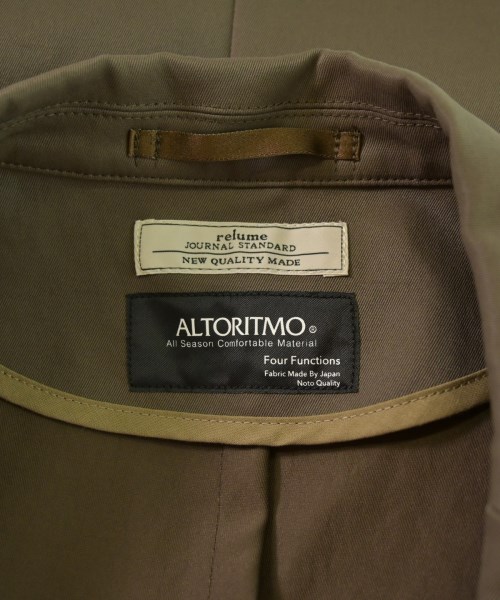 relume
JOURNAL STANDARD
NEW QUALITY MADE
ALTORITMO®
All Season Comfortable Material
Four Functions
Fabric Made By Japan
Noto Quality